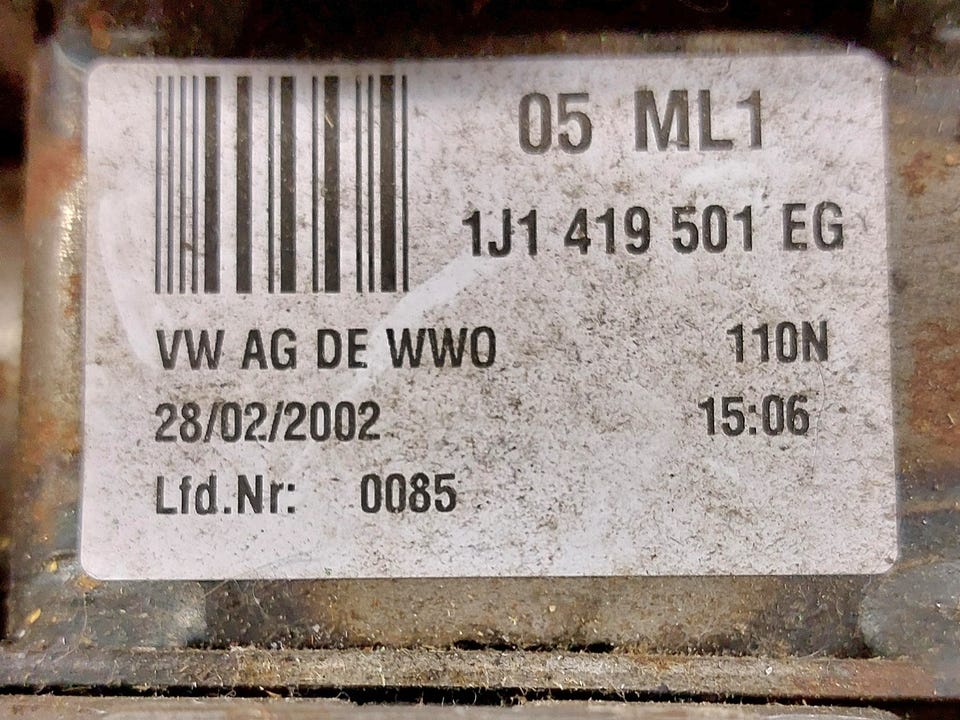 05 ML1
1J1 419 501 EG
VW AG DE WWO 110N
28/02/2002 15:06
Lfd.Nr: 0085